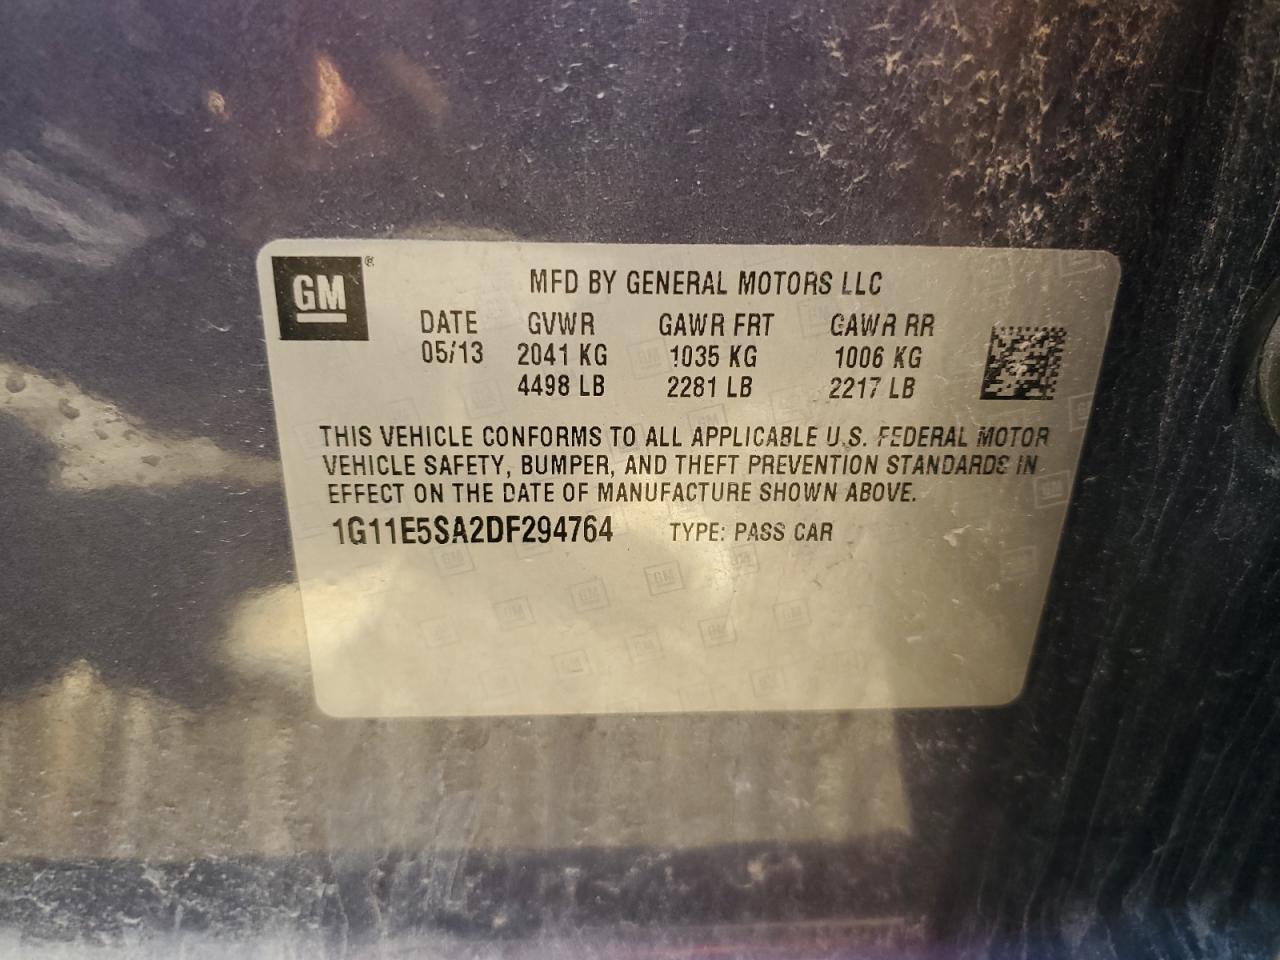 GM ®
MFD BY GENERAL MOTORS LLC
DATE GVWR GAWR FRT GAWR RR
05/13 2041 KG 1035 KG 1006 KG
4498 LB 2281 LB 2217 LB
THIS VEHICLE CONFORMS TO ALL APPLICABLE U.S. FEDERAL MOTOR
VEHICLE SAFETY, BUMPER, AND THEFT PREVENTION STANDARDS IN
EFFECT ON THE DATE OF MANUFACTURE SHOWN ABOVE.
1G11E5SA2DF294764 TYPE: PASS CAR